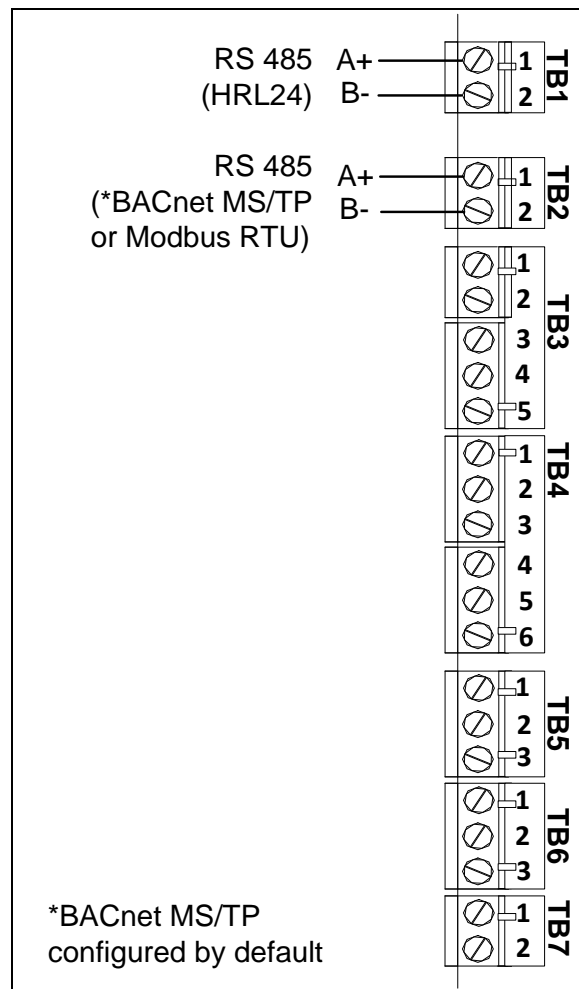 RS 485 A+ 1
(HRL24) B- 2
TB1
RS 485 A+ 1
(*BACnet MS/TP B- 2
or Modbus RTU)
TB2
1
2
3
4
5
TB3
1
2
3
4
5
6
TB4
1
2
3
TB5
1
2
3
TB6
1
2
TB7
*BACnet MS/TP
configured by default